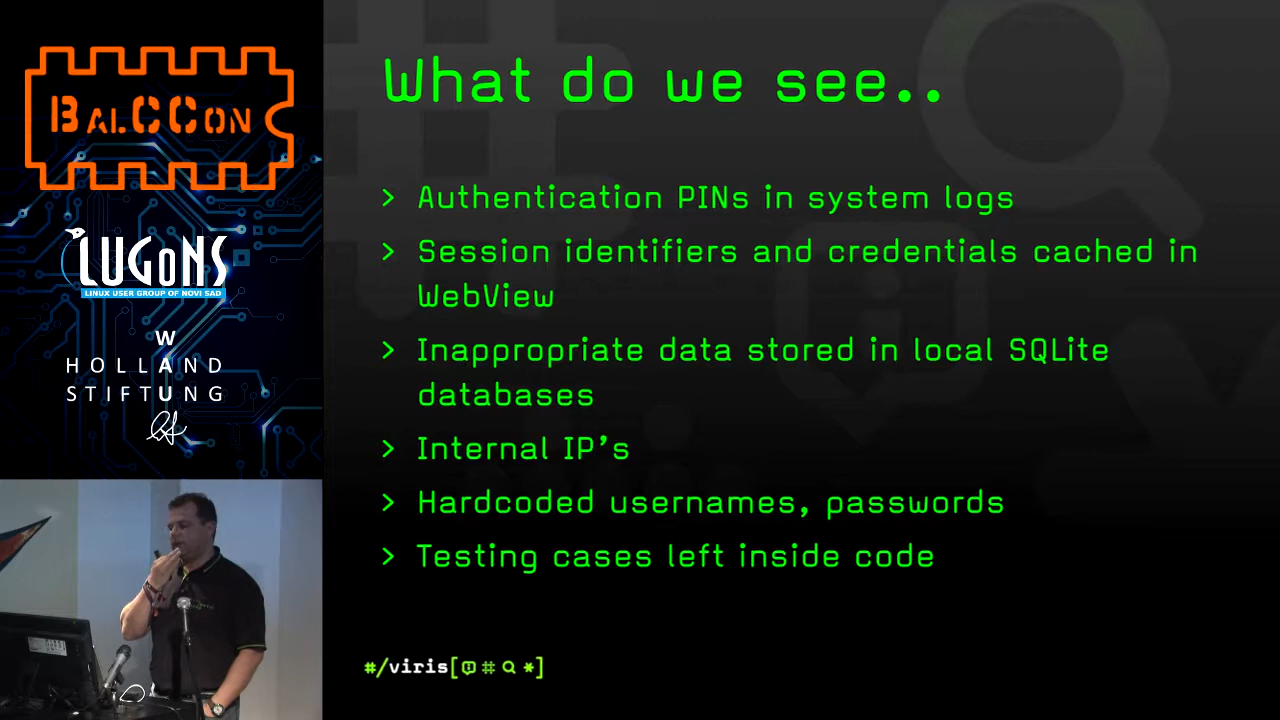 BALCCON
LUGoNS
LINUX USER GROUP OF NOVI SAD
W
HOLLAND
STIFTUNG
What do we see..
> Authentication PINs in system logs
> Session identifiers and credentials cached in
WebView
> Inappropriate data stored in local SQLite
databases
> Internal IP’s
> Hardcoded usernames, passwords
> Testing cases left inside code
#/viris[#*]